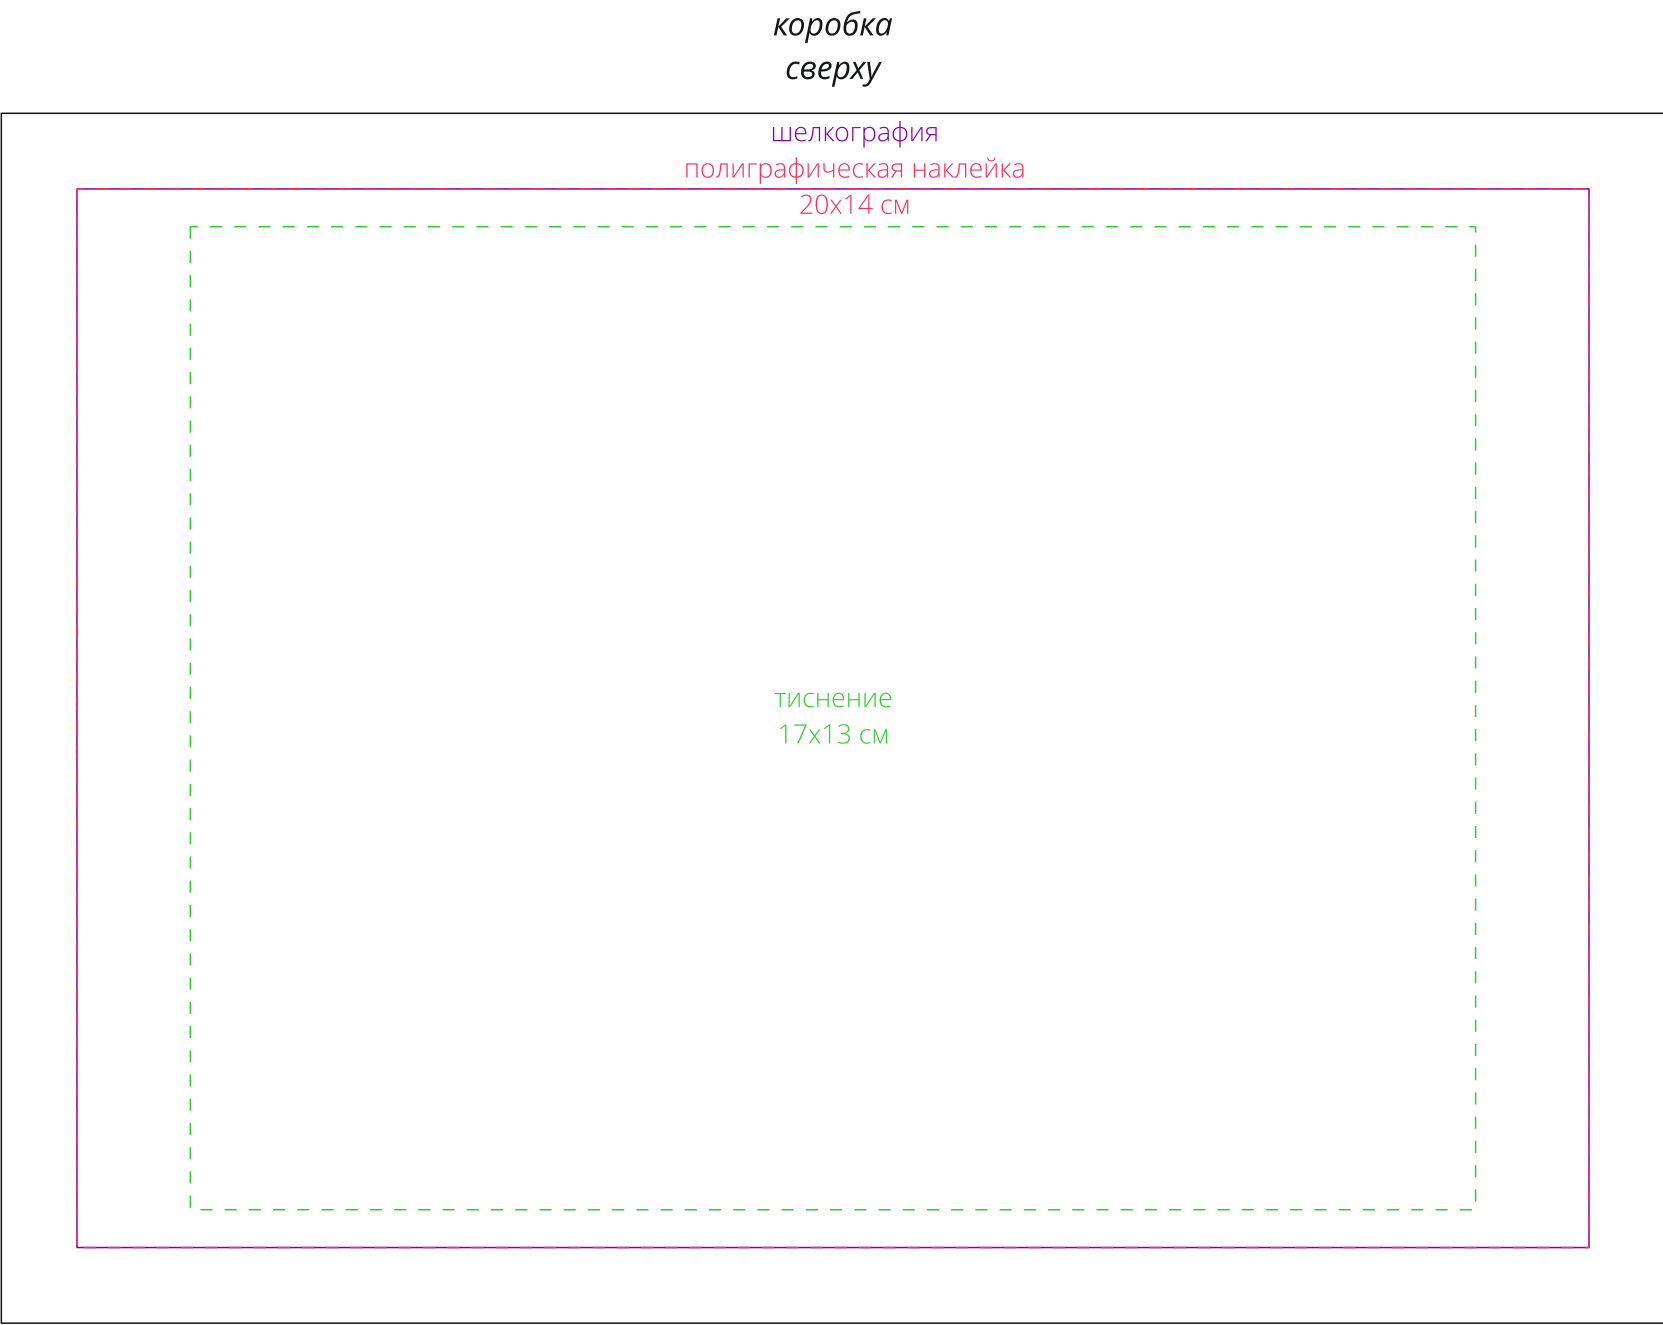 коробка
сверху
шелкография
полиграфическая наклейка
20х14 см
тиснение
17х13 см